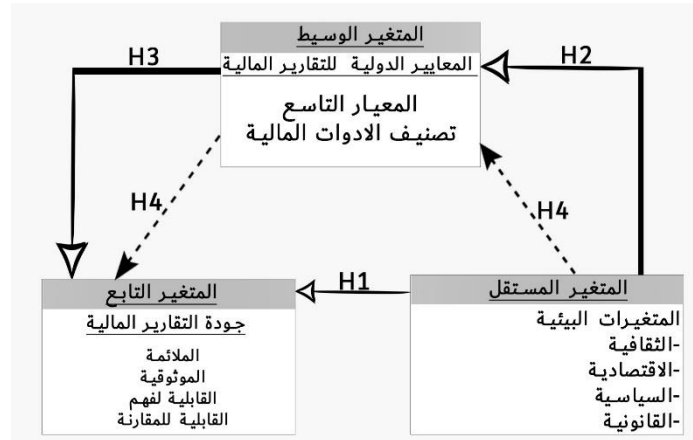 المتغير الوسيط
المعايير الدولية للتقارير المالية
المعيار التاسع
تصنيف الادوات المالية
H3
H2
H4
H4
H1
المتغير المستقل
المتغيرات البيئية
-الثقافية
-الاقتصادية
-السياسية
-القانونية
المتغير التابع
جودة التقارير المالية
الملائمة
الموثوقية
القابلية لفهم
القابلية للمقارنة